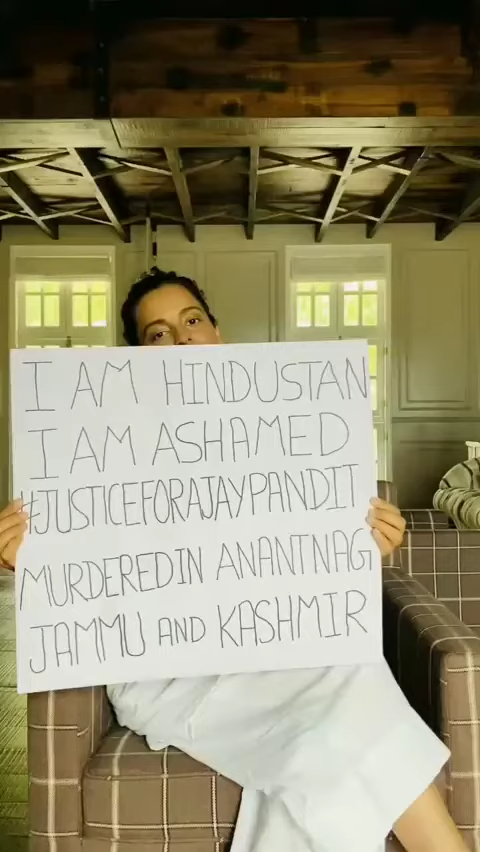 I AM HINDUSTAN
I AM ASHAMED
#JUSTICEFORAJAYPANDIT
MURDEREDIN ANANTNAG
JAMMU AND KASHMIR